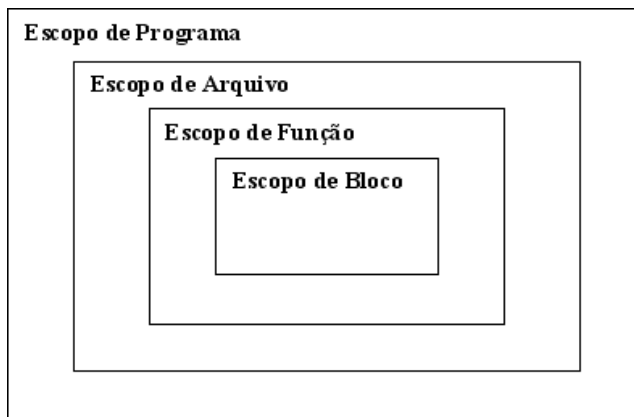 Escopo de Programa
Escopo de Arquivo
Escopo de Função
Escopo de Bloco